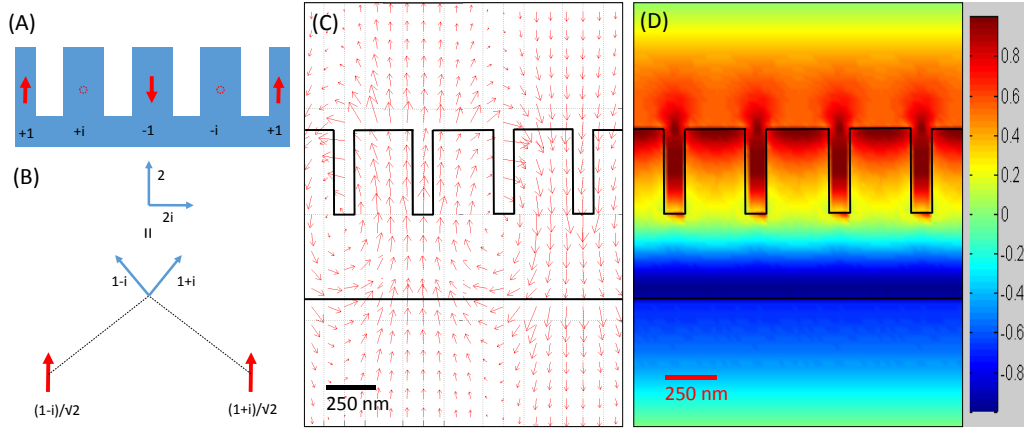 (A)
+1 +i -1 -i +1
(B)
2
2i
=
1-i 1+i
(1-i)/√2 (1+i)/√2
(C)
250 nm
(D)
250 nm
0.8
0.6
0.4
0.2
0
-0.2
-0.4
-0.6
-0.8